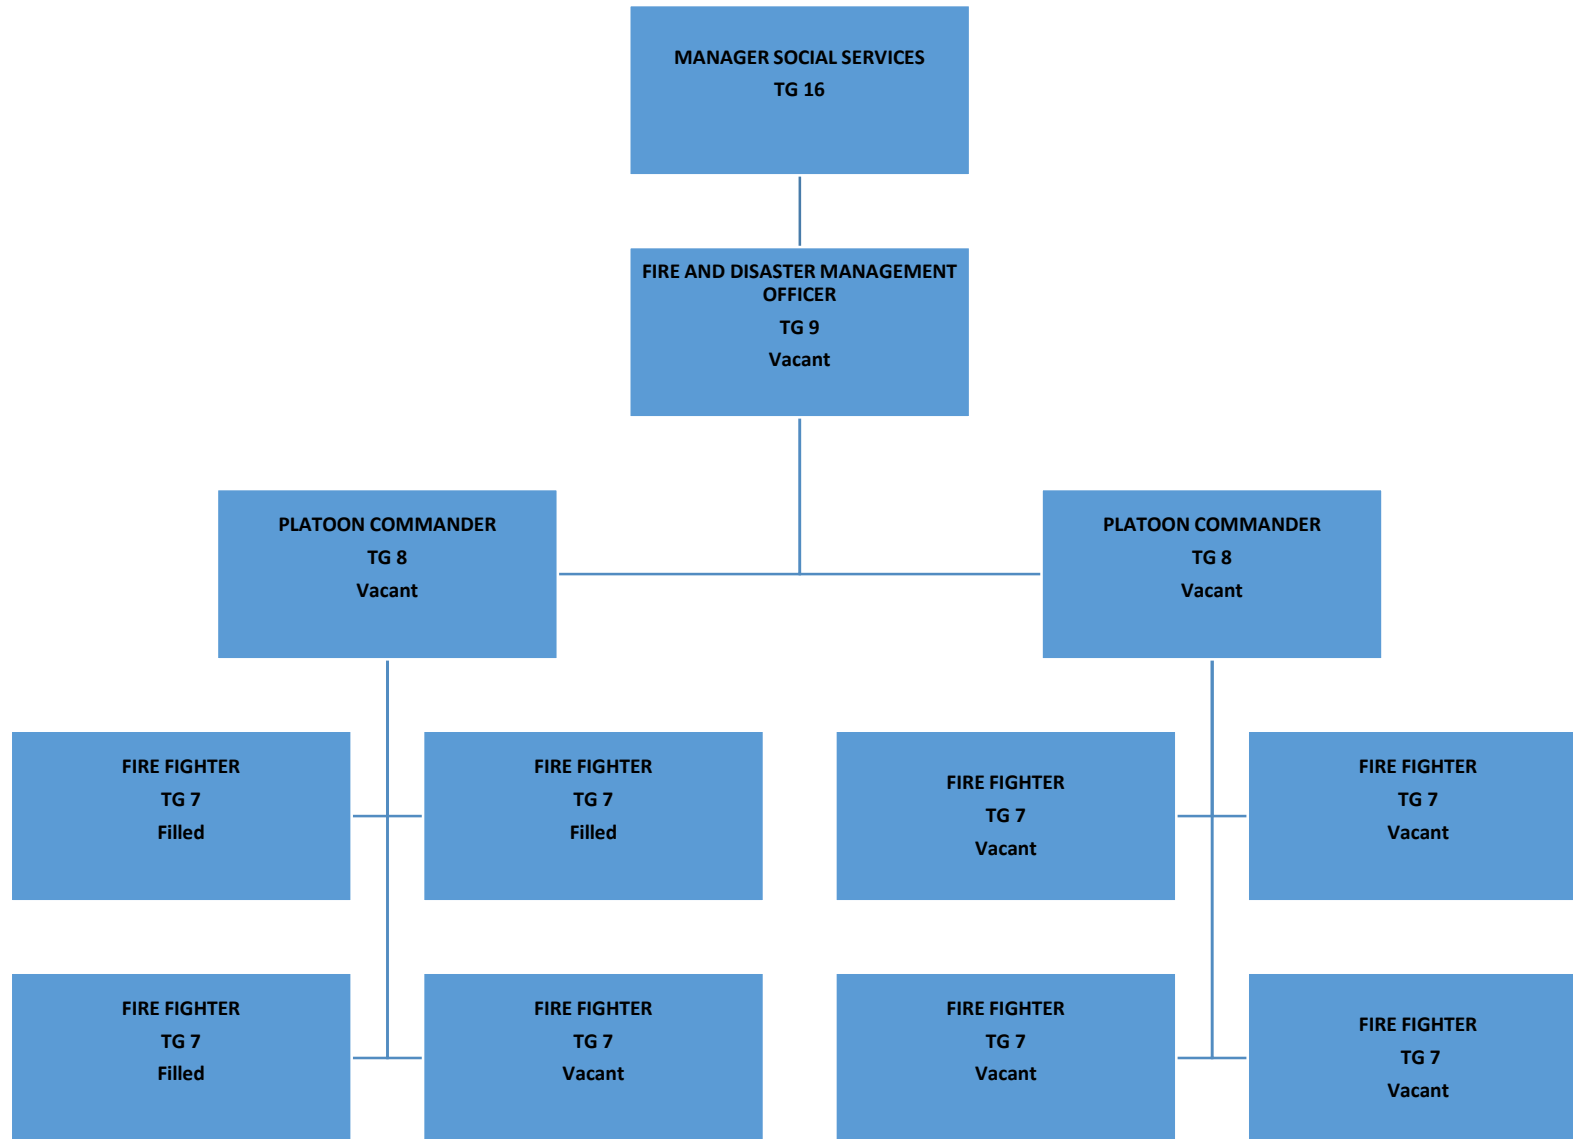 MANAGER SOCIAL SERVICES
TG 16
FIRE AND DISASTER MANAGEMENT
OFFICER
TG 9
Vacant
PLATOON COMMANDER
TG 8
Vacant
PLATOON COMMANDER
TG 8
Vacant
FIRE FIGHTER
TG 7
Filled
FIRE FIGHTER
TG 7
Filled
FIRE FIGHTER
TG 7
Vacant
FIRE FIGHTER
TG 7
Vacant
FIRE FIGHTER
TG 7
Filled
FIRE FIGHTER
TG 7
Vacant
FIRE FIGHTER
TG 7
Vacant
FIRE FIGHTER
TG 7
Vacant